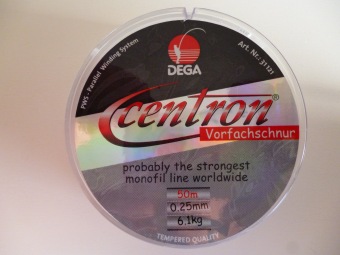 PWS - Parallel Winding System
Art. Nr.: 31121
DEGA
Centron®
Vorfachschnur
probably the strongest
monofil line worldwide
50m
0.25mm
6.1kg
TEMPERED QUALITY